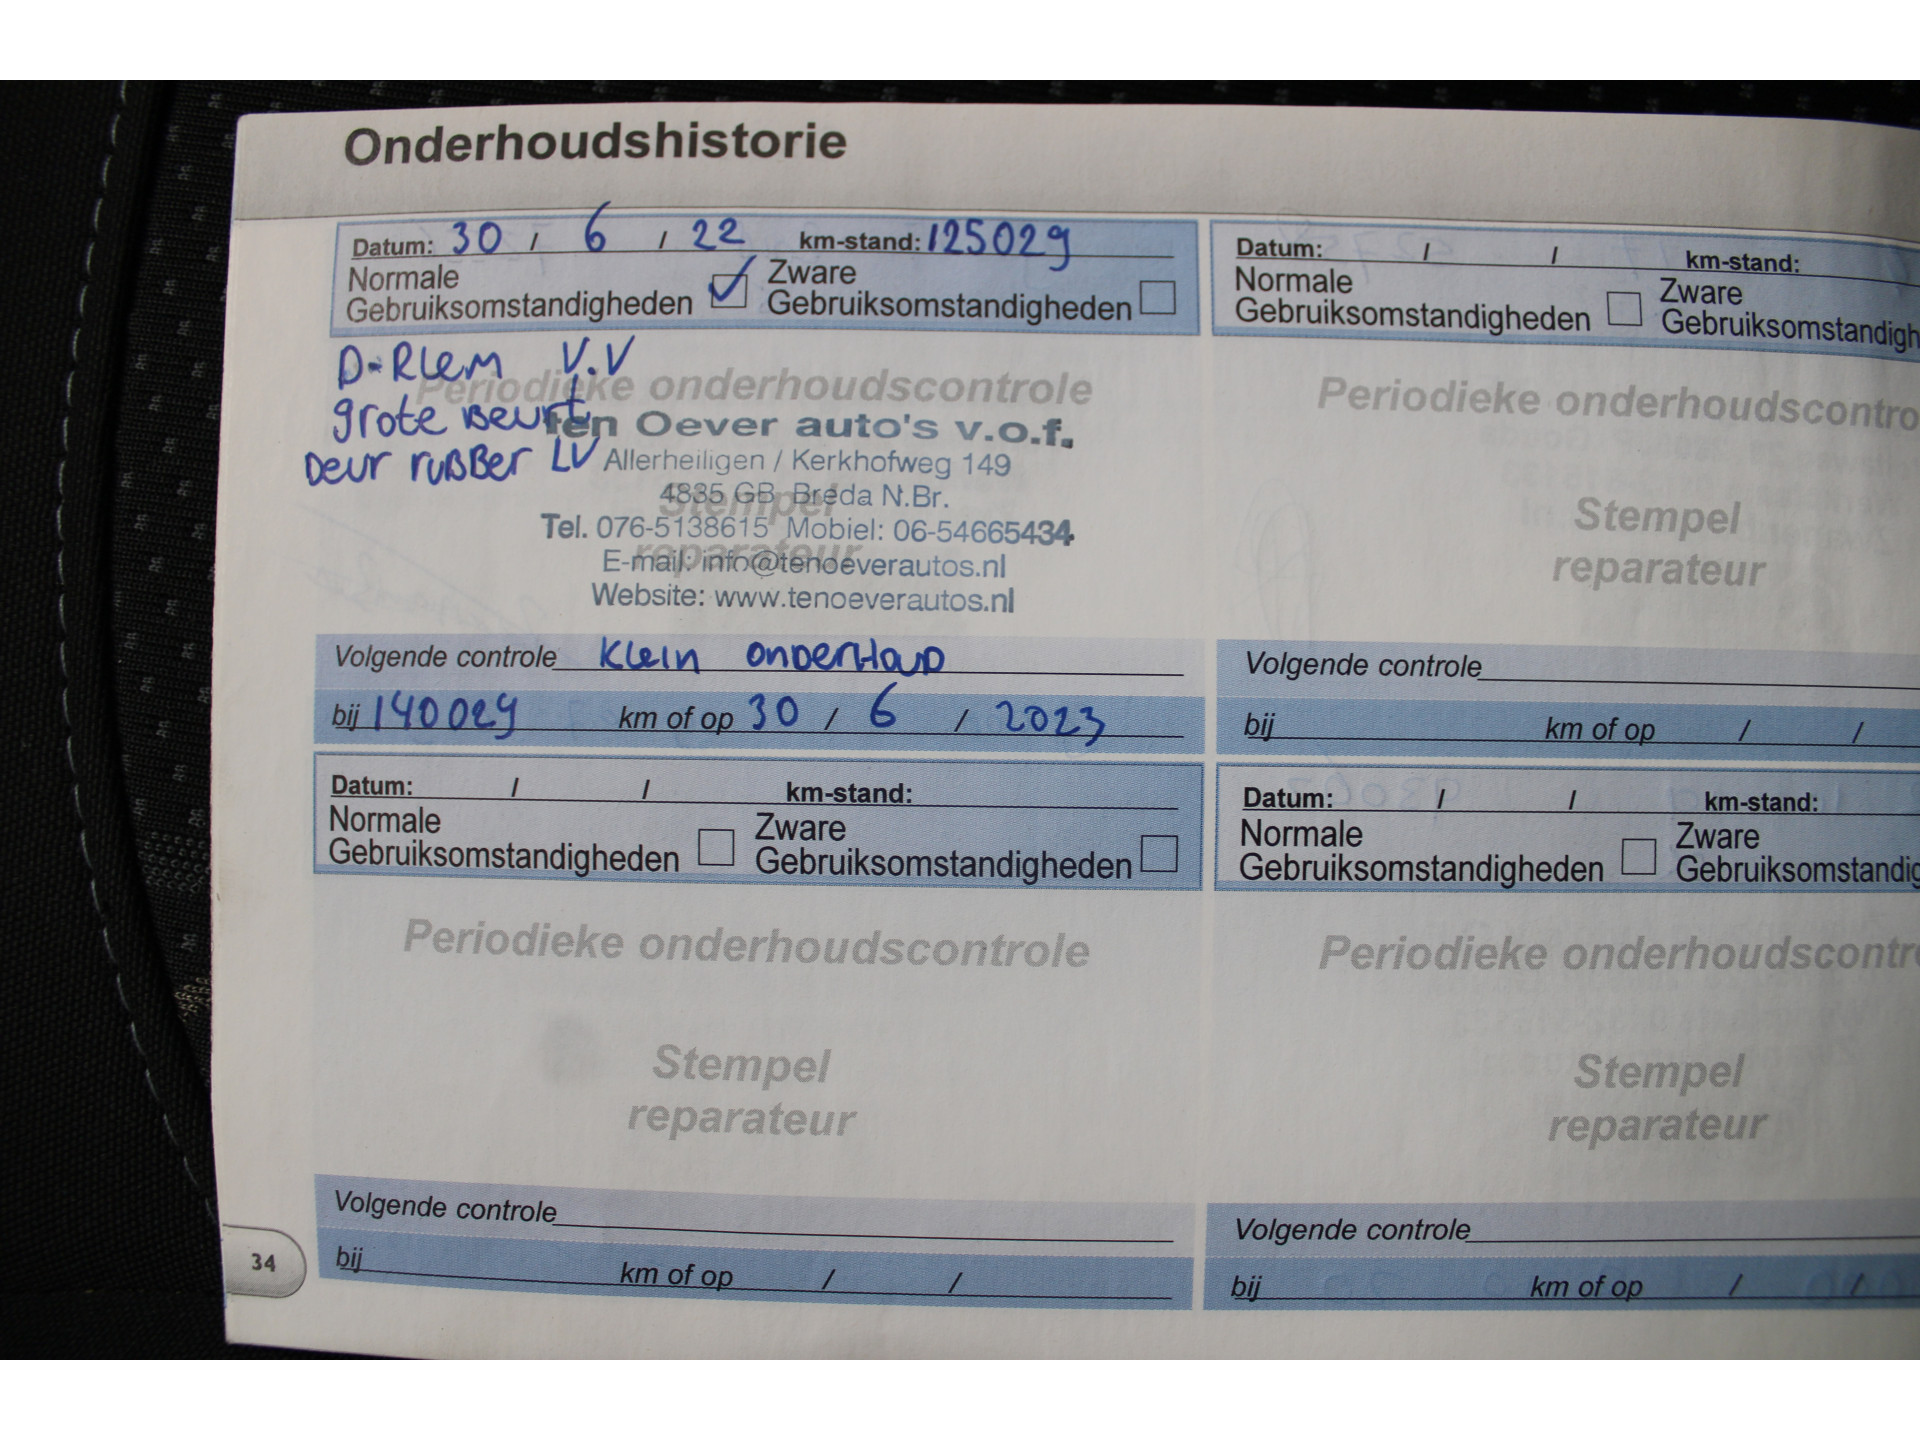 Onderhoudshistorie
Datum: 30 / 6 / 22 km-stand: 125029
Normale
Gebruiksomstandigheden
Zware
Gebruiksomstandigheden
D-Riem V.V
grote Beurt
Deur rubber LV
Periodieke onderhoudscontrole
Stempel
reparateur
ten Oever auto's v.o.f.
Allerheiligen / Kerkhofweg 149
4835 GB Breda N.Br.
Tel. 076-5138615 Mobiel: 06-54665434
E-mail: info@tenoeverautos.nl
Website: www.tenoeverautos.nl
Volgende controle Klein onderhoud
bij 140029 km of op 30 / 6 / 2023
Datum: / / km-stand:
Normale
Gebruiksomstandigheden
Zware
Gebruiksomstandigh
Periodieke onderhoudscontro
Stempel
reparateur
Volgende controle
bij km of op / /
Datum: / / km-stand:
Normale
Gebruiksomstandigheden
Zware
Gebruiksomstandigheden
Periodieke onderhoudscontrole
Stempel
reparateur
Volgende controle
bij km of op / /
Datum: / / km-stand:
Normale
Gebruiksomstandigheden
Zware
Gebruiksomstandig
Periodieke onderhoudscontr
Stempel
reparateur
Volgende controle
bij km of op / /
34